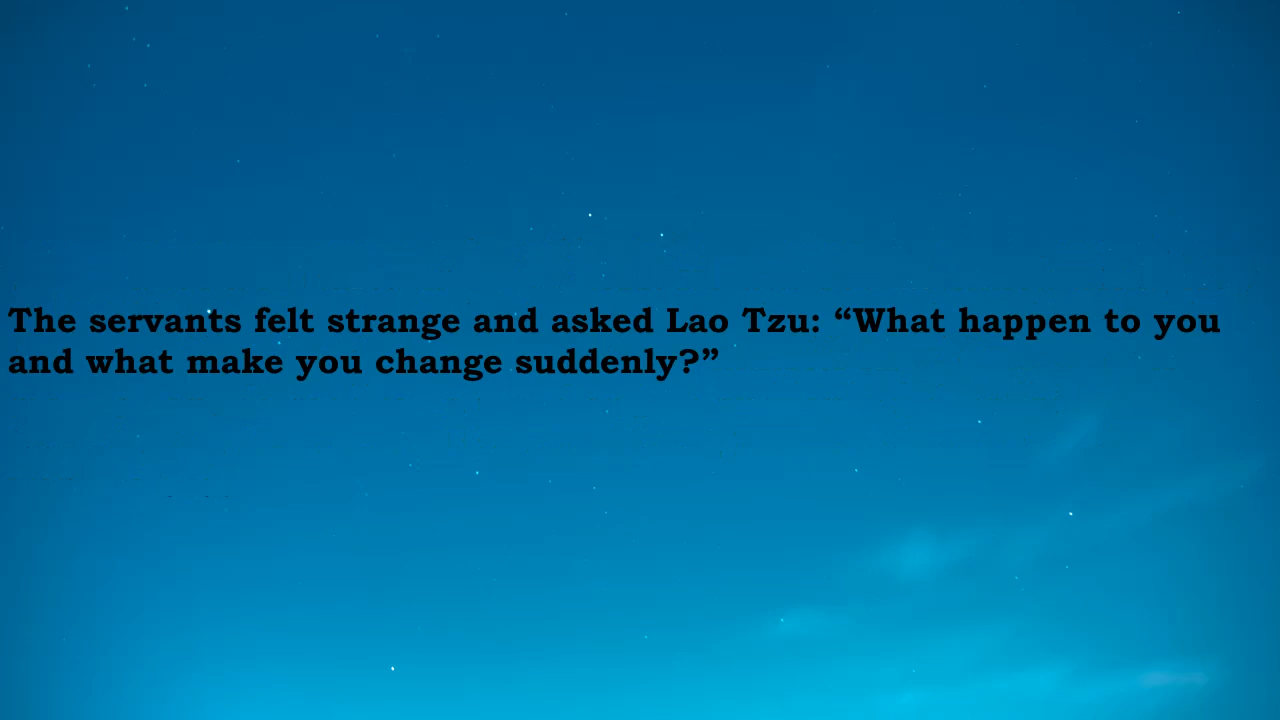 The servants felt strange and asked Lao Tzu: “What happen to you
and what make you change suddenly?”